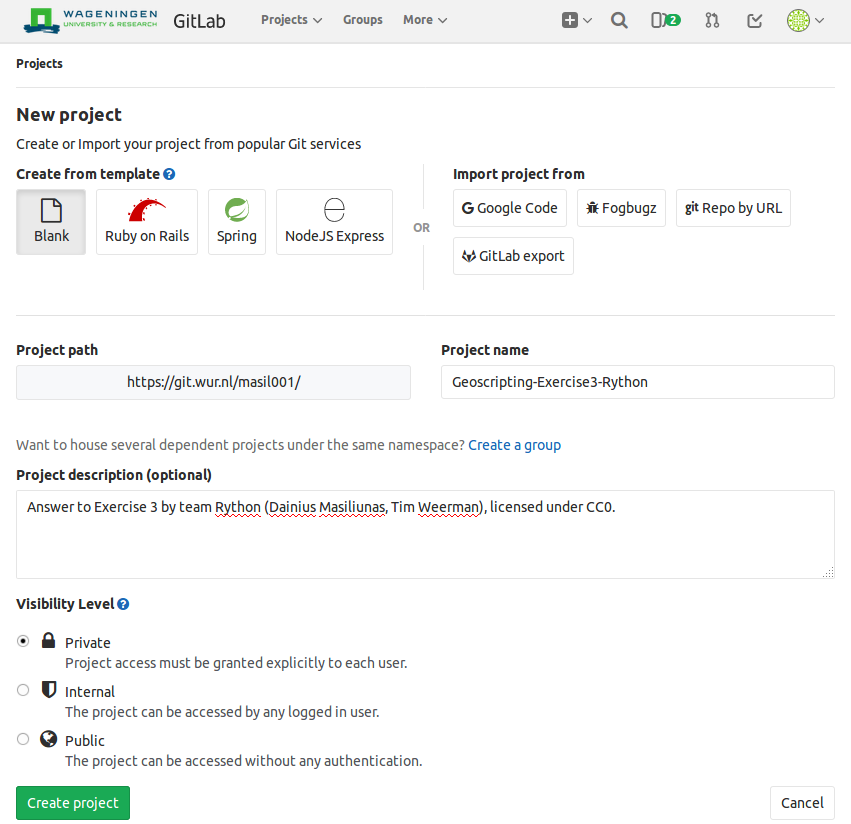 WAGENINGEN
UNIVERSITY & RESEARCH
GitLab
Projects
Groups
More
2
Projects
New project
Create or Import your project from popular Git services
Create from template ?
Blank
Ruby on Rails
Spring
NodeJS Express
OR
Import project from
G Google Code
Fogbugz
git Repo by URL
GitLab export
Project path
https://git.wur.nl/masil001/
Project name
Geoscripting-Exercise3-Rython
Want to house several dependent projects under the same namespace? Create a group
Project description (optional)
Answer to Exercise 3 by team Rython (Dainius Masiliunas, Tim Weerman), licensed under CC0.
Visibility Level ?
Private
Project access must be granted explicitly to each user.
Internal
The project can be accessed by any logged in user.
Public
The project can be accessed without any authentication.
Create project
Cancel